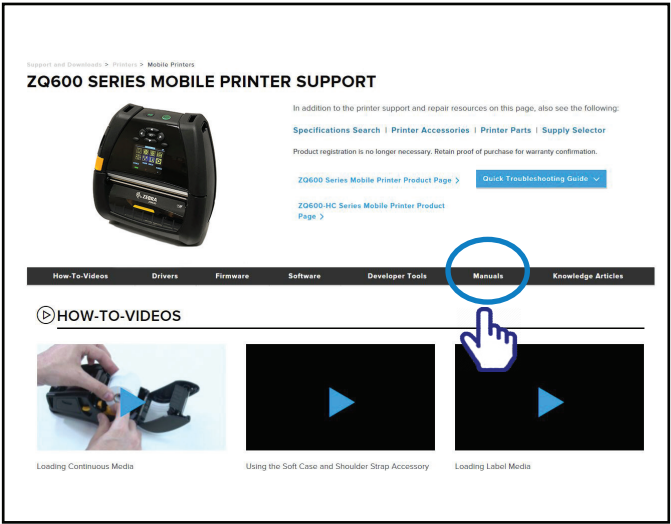 Support and Downloads > Printers > Mobile Printers
ZQ600 SERIES MOBILE PRINTER SUPPORT
In addition to the printer support and repair resources on this page, also see the following:
Specifications Search | Printer Accessories | Printer Parts | Supply Selector
Product registration is no longer necessary. Retain proof of purchase for warranty confirmation.
ZQ600 Series Mobile Printer Product Page >
Quick Troubleshooting Guide
ZQ600-HC Series Mobile Printer Product
Page >
ZEBRA
How-To-Videos Drivers Firmware Software Developer Tools Manuals Knowledge Articles
HOW-TO-VIDEOS
Loading Continuous Media
Using the Soft Case and Shoulder Strap Accessory
Loading Label Media